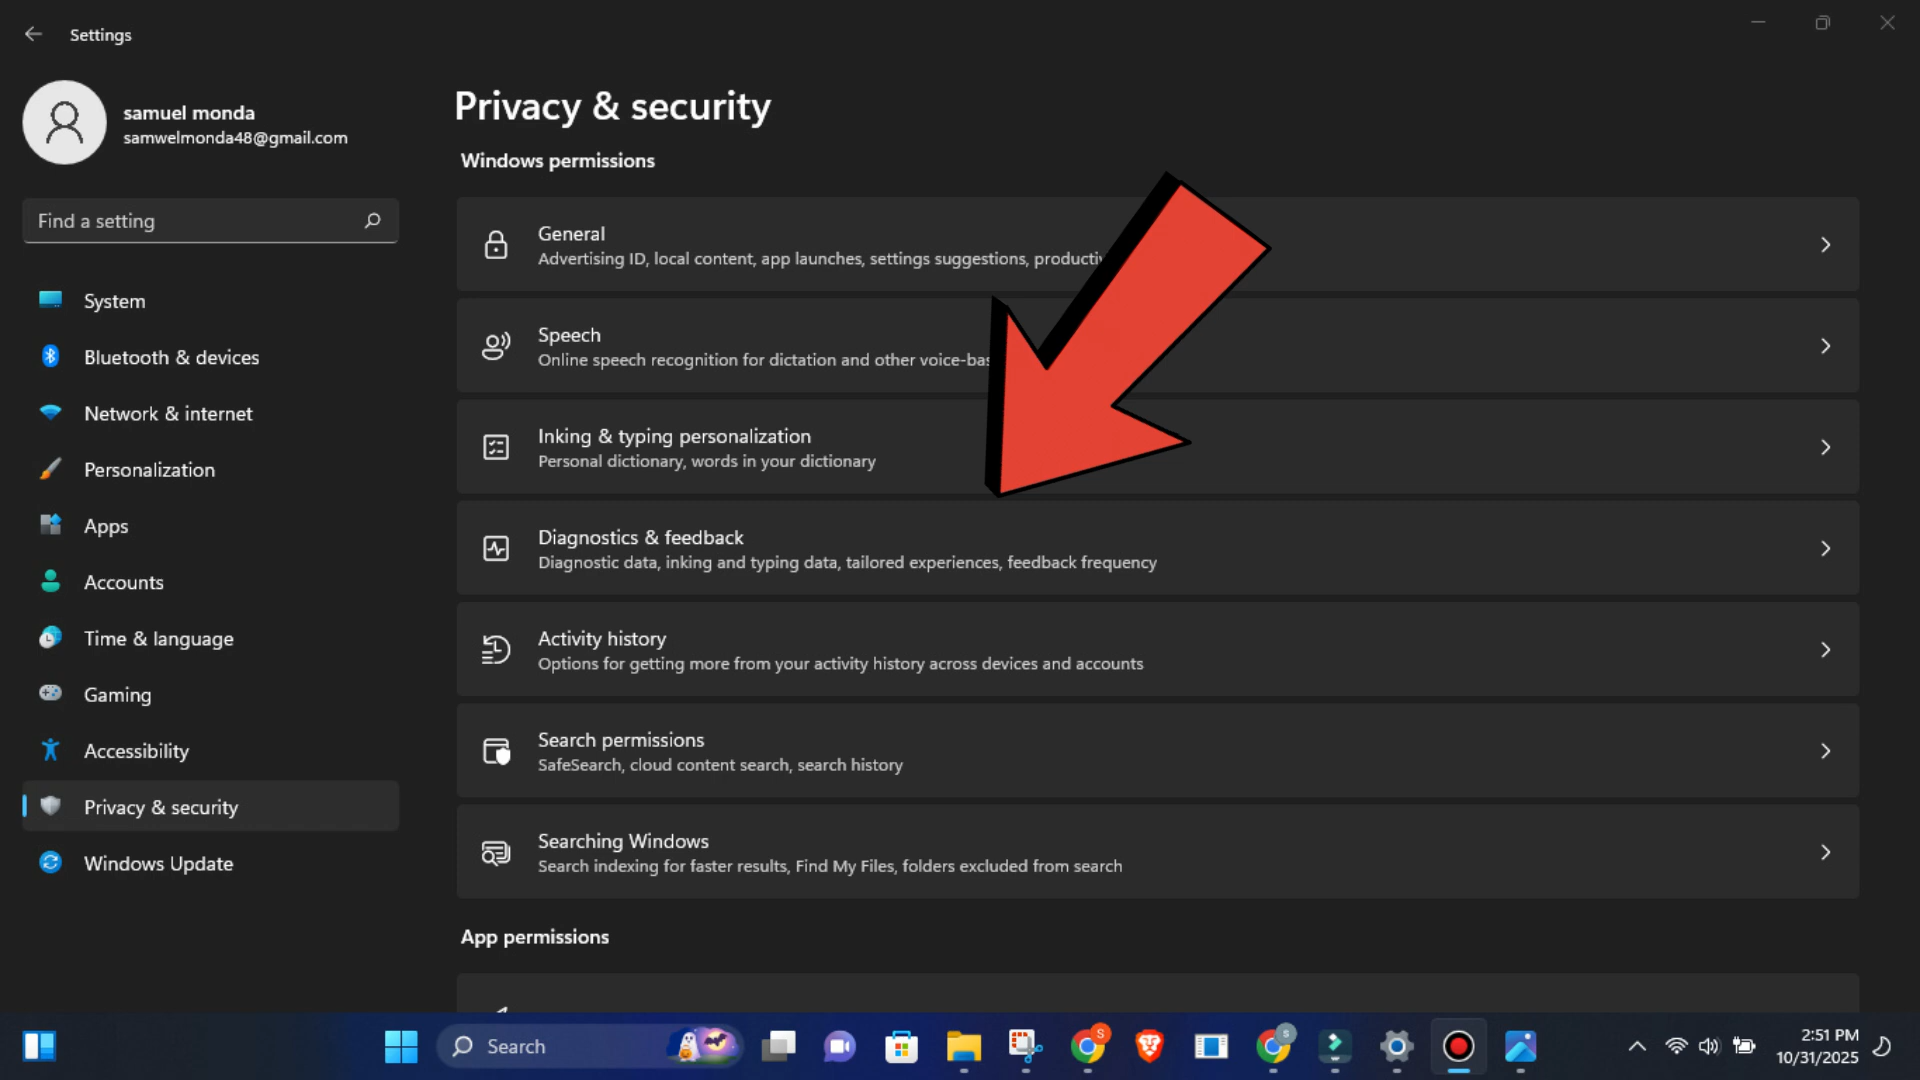 Settings
samuel monda
samwelmonda48@gmail.com
Find a setting
System
Bluetooth & devices
Network & internet
Personalization
Apps
Accounts
Time & language
Gaming
Accessibility
Privacy & security
Windows Update
Privacy & security
Windows permissions
General
Advertising ID, local content, app launches, settings suggestions,
Speech
Online speech recognition for dictation and other
Inking & typing personalization
Personal dictionary, words in your dictionary
Diagnostics & feedback
Diagnostic data, inking and typing data, tailored experiences, feedback frequency
Activity history
Options for getting more from your activity history across devices and accounts
Search permissions
SafeSearch, cloud content search, search history
Searching Windows
Search indexing for faster results, Find My Files, folders excluded from search
App permissions
Search
S
S
2:51 PM
10/31/2025